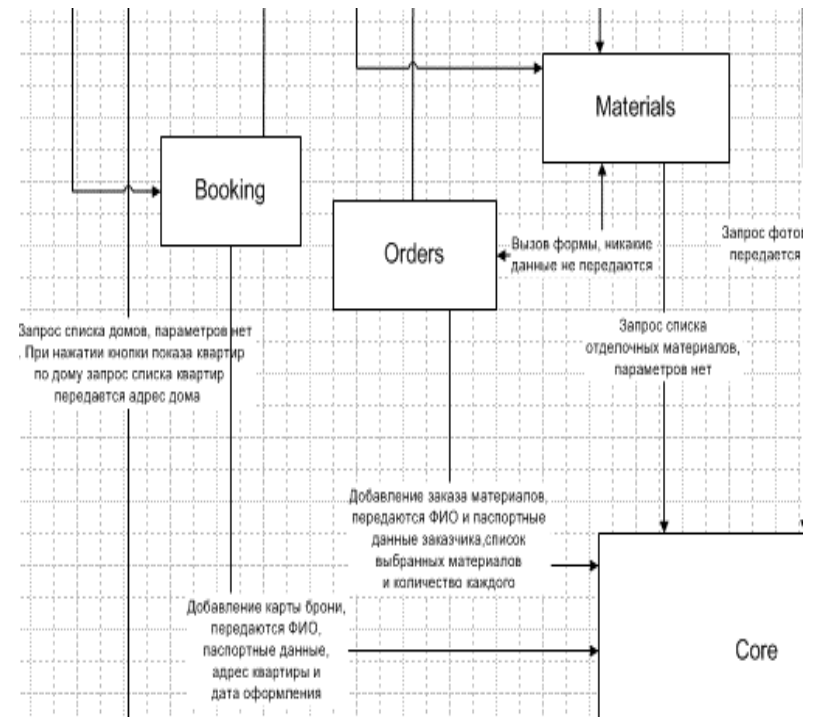 Materials
Booking
Orders
Вызов формы, никакие
данные не передаются
Запрос
передается
Запрос списка домов, параметров нет
. При нажатии кнопки показа квартир
по дому запрос списка квартир
передается адрес дома
Запрос списка
отделочных материалов,
параметров нет
Добавление заказа материалов,
передаются ФИО и паспортные
данные заказчика,список
выбранных материалов
и количество каждого
Добавление карты брони,
передаются ФИО,
паспортные данные,
адрес квартиры и
дата оформления
Core